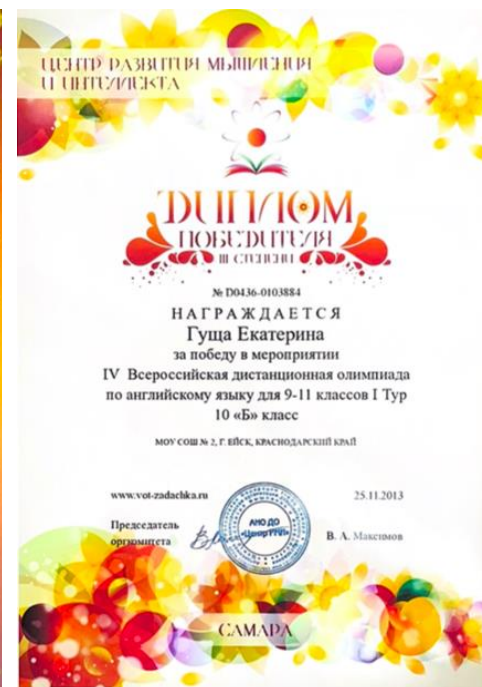 ЦЕНТР РАЗВИТИЯ МЫШЛЕНИЯ
И ИНТЕЛЛЕКТА
ДИПЛОМ
ПОБЕДИТЕЛЯ
III СТЕПЕНИ
№ D0436-0103884
НАГРАЖДАЕТСЯ
Гуща Екатерина
за победу в мероприятии
IV Всероссийская дистанционная олимпиада
по английскому языку для 9-11 классов I Тур
10 «Б» класс
МОУ СОШ № 2, Г. ЕЙСК, КРАСНОДАРСКИЙ КРАЙ
www.vot-zadachka.ru 25.11.2013
Председатель
оргкомитета
АНО ДО
В. А. Максимов
САМАРА